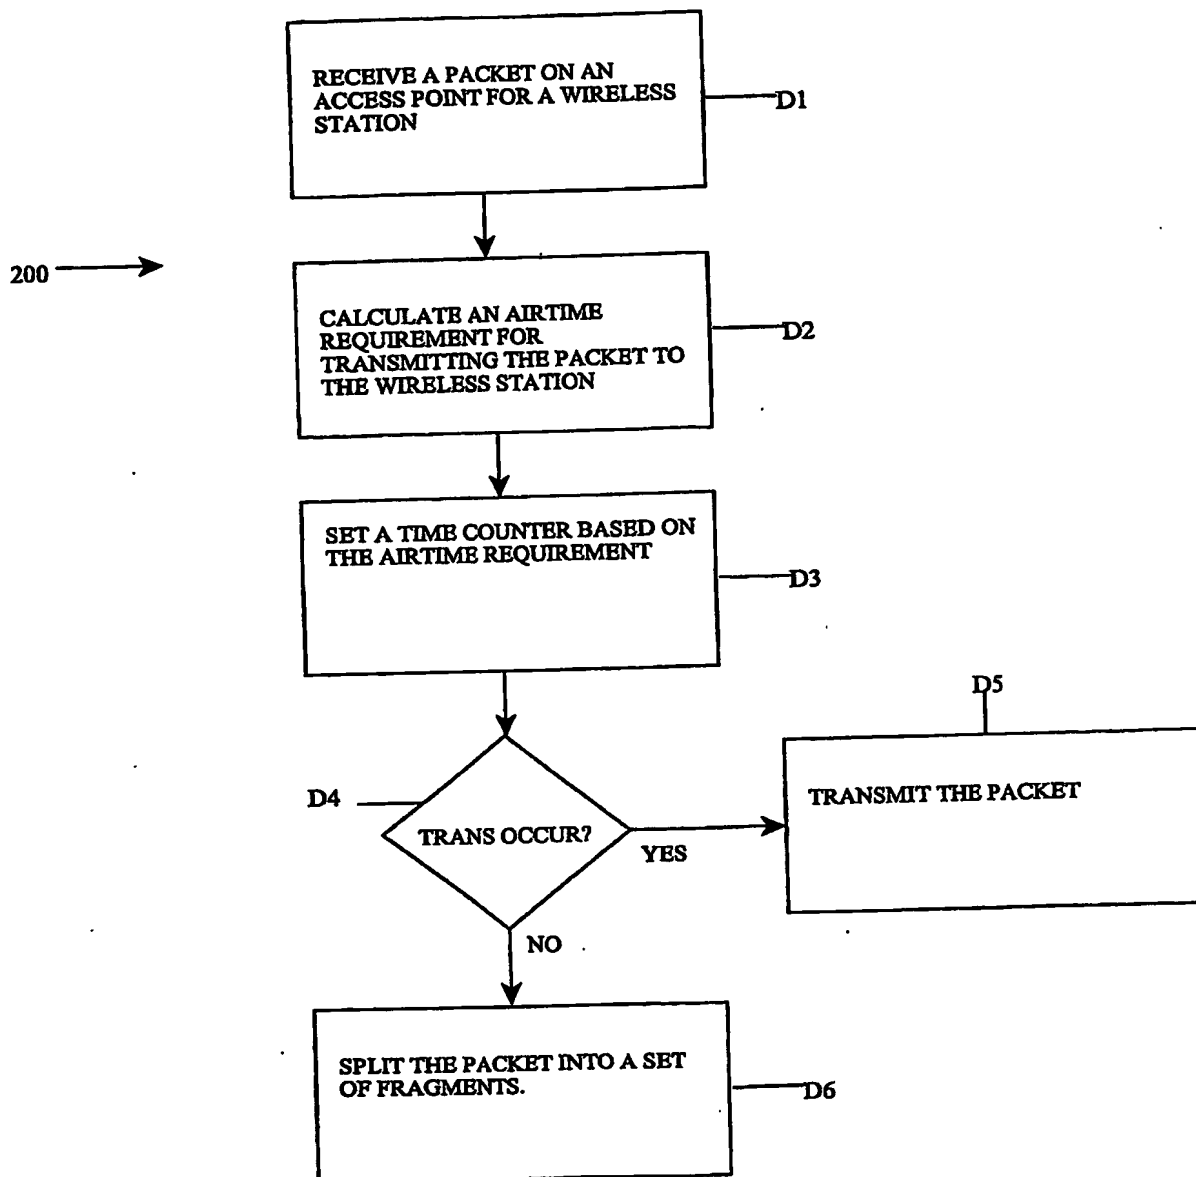 RECEIVE A PACKET ON AN
ACCESS POINT FOR A WIRELESS
STATION
D1
200
CALCULATE AN AIRTIME
REQUIREMENT FOR
TRANSMITTING THE PACKET TO
THE WIRELESS STATION
D2
SET A TIME COUNTER BASED ON
THE AIRTIME REQUIREMENT
D3
D5
D4
TRANS OCCUR?
YES
TRANSMIT THE PACKET
NO
SPLIT THE PACKET INTO A SET
OF FRAGMENTS.
D6